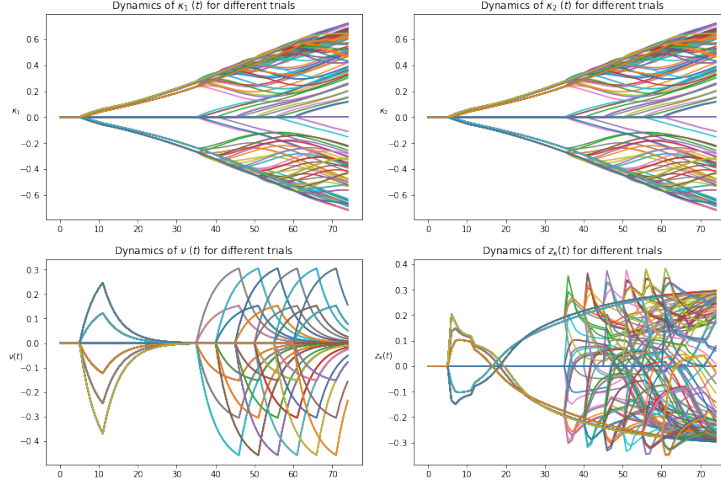 Dynamics of κ₁ (t) for different trials
0.6
0.4
0.2
0.0
−0.2
−0.4
−0.6
κ₁
0 10 20 30 40 50 60 70
Dynamics of κ₂ (t) for different trials
0.6
0.4
0.2
0.0
−0.2
−0.4
−0.6
κ₂
0 10 20 30 40 50 60 70
Dynamics of ν (t) for different trials
0.3
0.2
0.1
0.0
−0.1
−0.2
−0.3
−0.4
ν(t)
0 10 20 30 40 50 60 70
Dynamics of zκ(t) for different trials
0.4
0.3
0.2
0.1
0.0
−0.1
−0.2
−0.3
zκ(t)
0 10 20 30 40 50 60 70